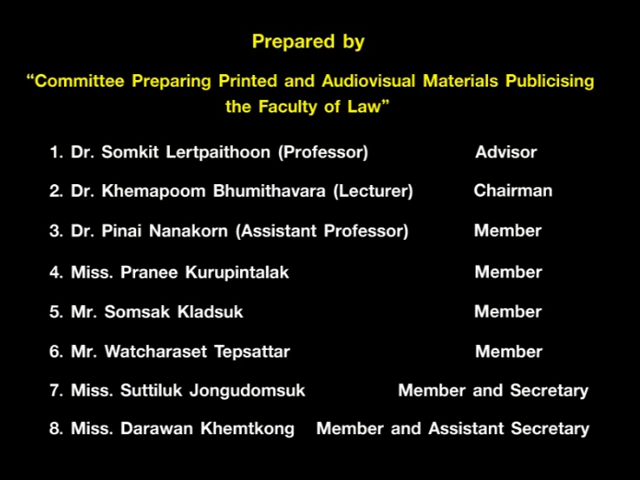 Prepared by
“Committee Preparing Printed and Audiovisual Materials Publicising
the Faculty of Law”
1. Dr. Somkit Lertpaithoon (Professor) Advisor
2. Dr. Khemapoom Bhumithavara (Lecturer) Chairman
3. Dr. Pinai Nanakorn (Assistant Professor) Member
4. Miss. Pranee Kurupintalak Member
5. Mr. Somsak Kladsuk Member
6. Mr. Watcharaset Tepsattar Member
7. Miss. Suttiluk Jongudomsuk Member and Secretary
8. Miss. Darawan Khemtkong Member and Assistant Secretary